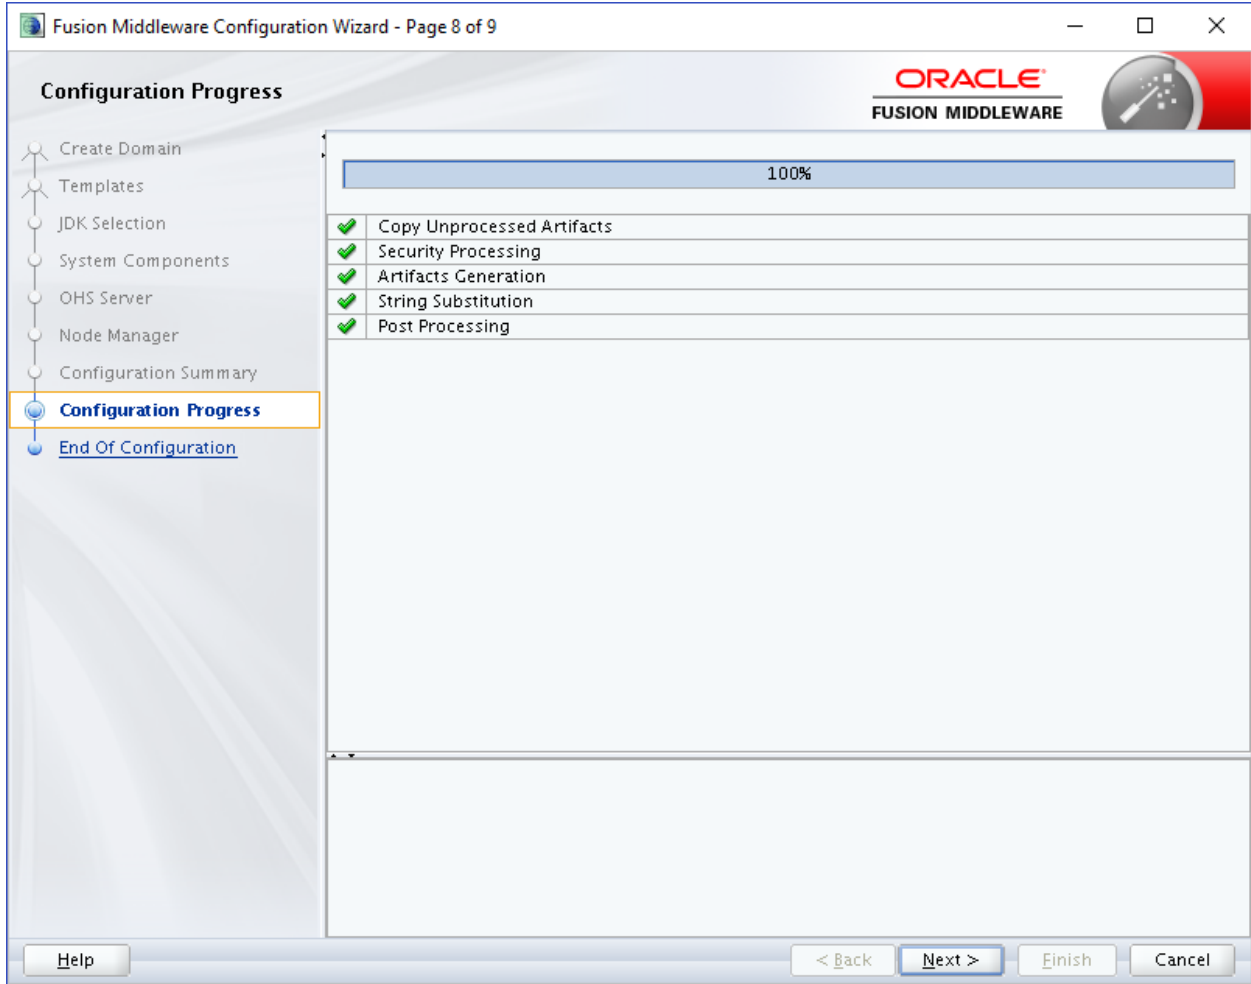 Fusion Middleware Configuration Wizard - Page 8 of 9
Configuration Progress
ORACLE
FUSION MIDDLEWARE
Create Domain
Templates
JDK Selection
System Components
OHS Server
Node Manager
Configuration Summary
Configuration Progress
End Of Configuration
100%
Copy Unprocessed Artifacts
Security Processing
Artifacts Generation
String Substitution
Post Processing
Help
< Back
Next >
Finish
Cancel